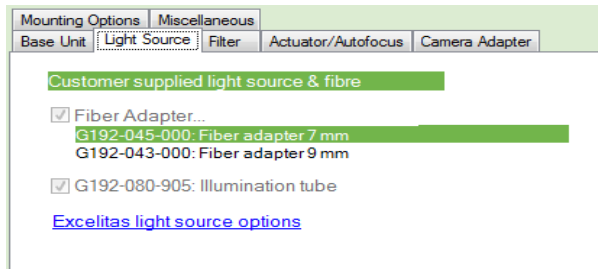 Mounting Options Miscellaneous
Base Unit Light Source Filter Actuator/Autofocus Camera Adapter
Customer supplied light source & fibre
Fiber Adapter...
G192-045-000: Fiber adapter 7 mm
G192-043-000: Fiber adapter 9 mm
G192-080-905: Illumination tube
Excelitas light source options